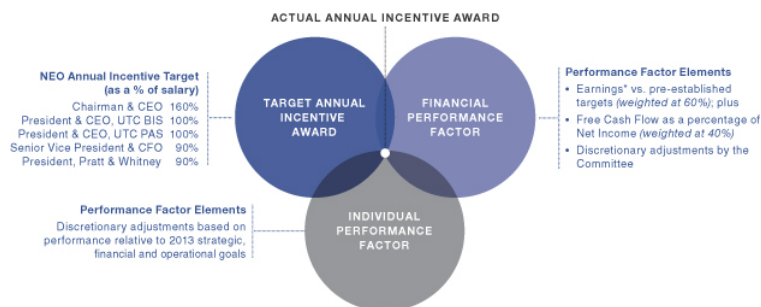 ACTUAL ANNUAL INCENTIVE AWARD
NEO Annual Incentive Target
(as a % of salary)
Chairman & CEO 160%
President & CEO, UTC BIS 100%
President & CEO, UTC PAS 100%
Senior Vice President & CFO 90%
President, Pratt & Whitney 90%
TARGET ANNUAL
INCENTIVE
AWARD
FINANCIAL
PERFORMANCE
FACTOR
Performance Factor Elements
• Earnings* vs. pre-established
targets (weighted at 60%); plus
• Free Cash Flow as a percentage of
Net Income (weighted at 40%)
• Discretionary adjustments by the
Committee
Performance Factor Elements
Discretionary adjustments based on
performance relative to 2013 strategic,
financial and operational goals
INDIVIDUAL
PERFORMANCE
FACTOR